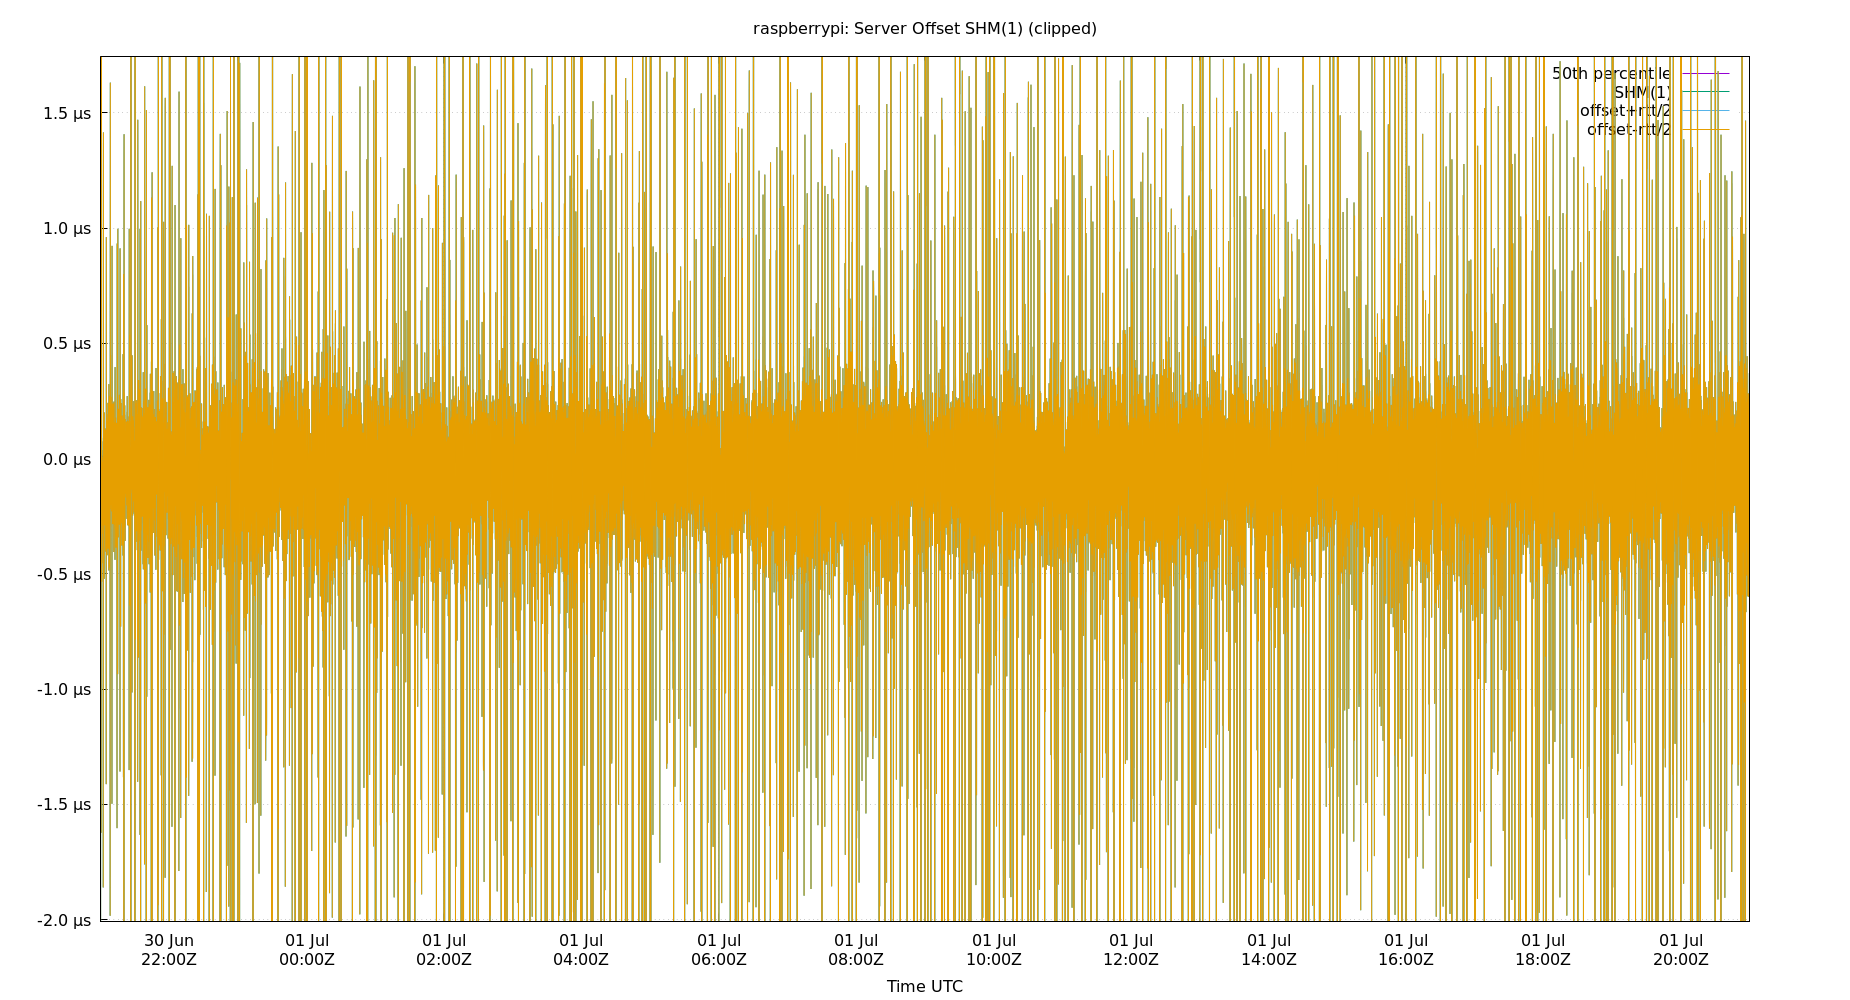 raspberrypi: Server Offset SHM(1) (clipped)
50th percentile
SHM(1)
offset+rtt/2
offset-rtt/2
1.5 µs
1.0 µs
0.5 µs
0.0 µs
-0.5 µs
-1.0 µs
-1.5 µs
-2.0 µs
30 Jun 01 Jul 01 Jul 01 Jul 01 Jul 01 Jul 01 Jul 01 Jul 01 Jul 01 Jul 01 Jul 01 Jul
22:00Z 00:00Z 02:00Z 04:00Z 06:00Z 08:00Z 10:00Z 12:00Z 14:00Z 16:00Z 18:00Z 20:00Z
Time UTC